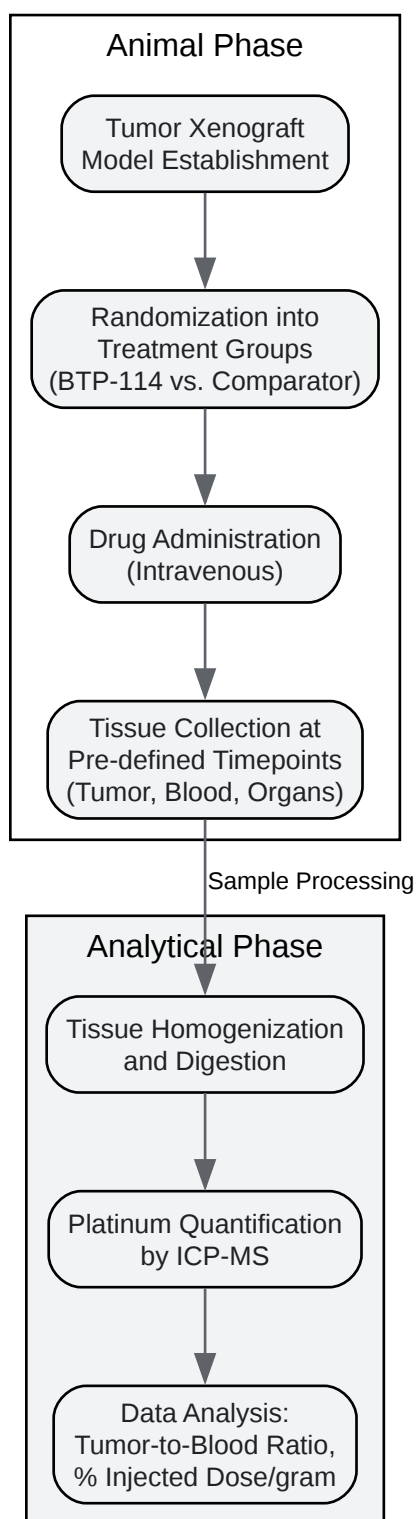 Animal Phase
Tumor Xenograft
Model Establishment
Randomization into
Treatment Groups
(BTP-114 vs. Comparator)
Drug Administration
(Intravenous)
Tissue Collection at
Pre-defined Timepoints
(Tumor, Blood, Organs)
Sample Processing
Analytical Phase
Tissue Homogenization
and Digestion
Platinum Quantification
by ICP-MS
Data Analysis:
Tumor-to-Blood Ratio,
% Injected Dose/gram